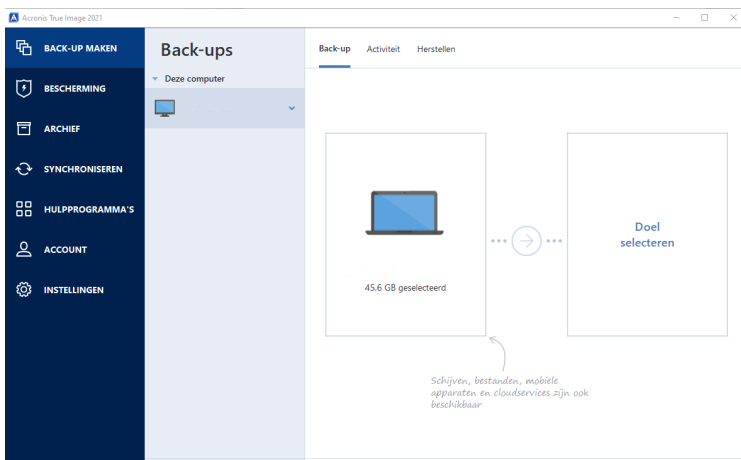 Acronis True Image 2021
BACK-UP MAKEN
BESCHERMING
ARCHIEF
SYNCHRONISEREN
HULPPROGRAMMA'S
ACCOUNT
INSTELLINGEN
Back-ups
Deze computer
Back-up Activiteit Herstellen
45,6 GB geselecteerd
Doel
selecteren
Schijven, bestanden, mobiele
apparaten en cloudservices zijn ook
beschikbaar